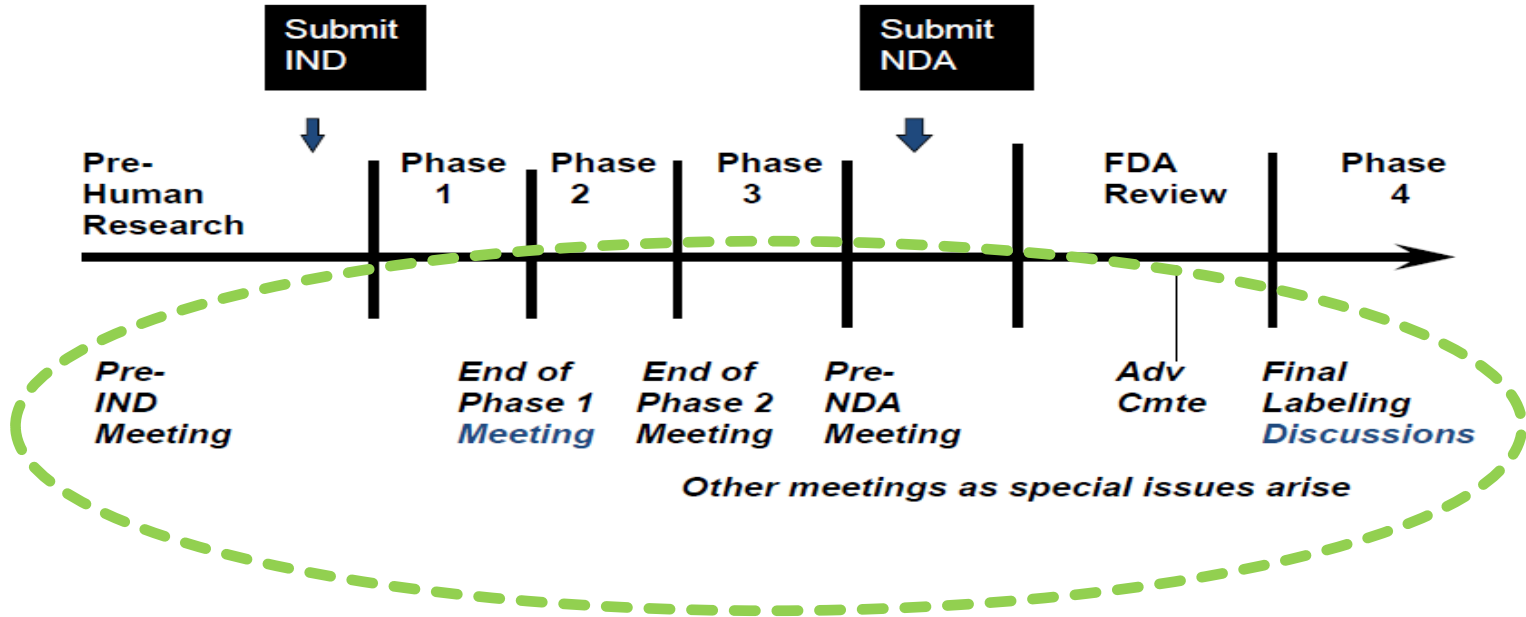 Submit
IND
Submit
NDA
Pre-
Human
Research
Phase
1
Phase
2
Phase
3
FDA
Review
Phase
4
Pre-
IND
Meeting
End of
Phase 1
Meeting
End of
Phase 2
Meeting
Pre-
NDA
Meeting
Adv
Cmte
Final
Labeling
Discussions
Other meetings as special issues arise